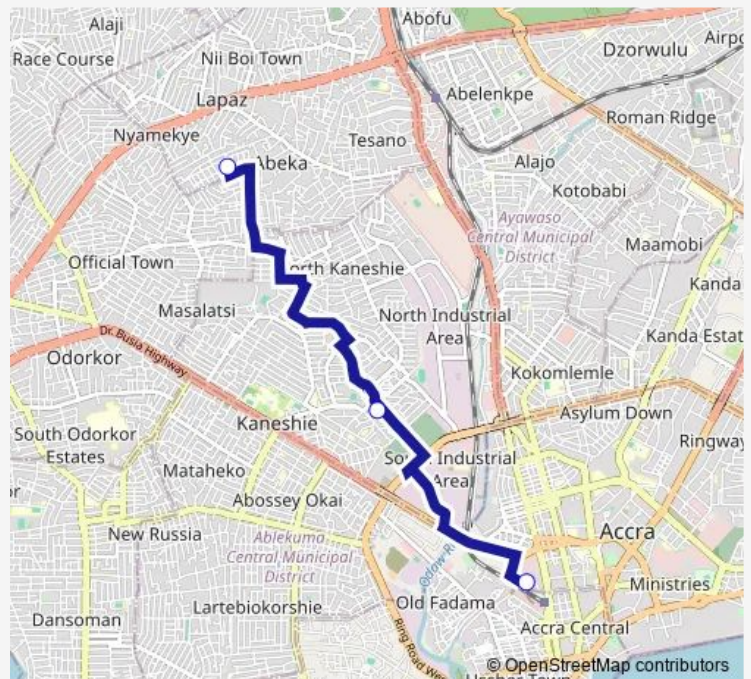 Alaji
Abofu
Race Course
Nii Boi Town
Dzorwulu
Lapaz
Abelenkpe
Roman Ridge
Nyamekye
Tesano
Abeka
Alajo
Kotobabi
Ayawaso
Central Municipal
District
Maamobi
Official Town
Kaneshie
Kanda
Masalatsi
North Industrial
Area
Dr. Busia Highway
Kanda Estat
Odorkor
Kokomlemle
Kaneshie
Asylum Down
South Odorkor
Estates
Industrial
Area
Ringway
Mataheko
Abossey Okai
New Russia
Ablekuma
Central Municipal
District
Accra
Ministries
Dansoman
Lartebiokorshie
Old Fadama
Accra Central
Ring Road We
© OpenStreetMap contributors